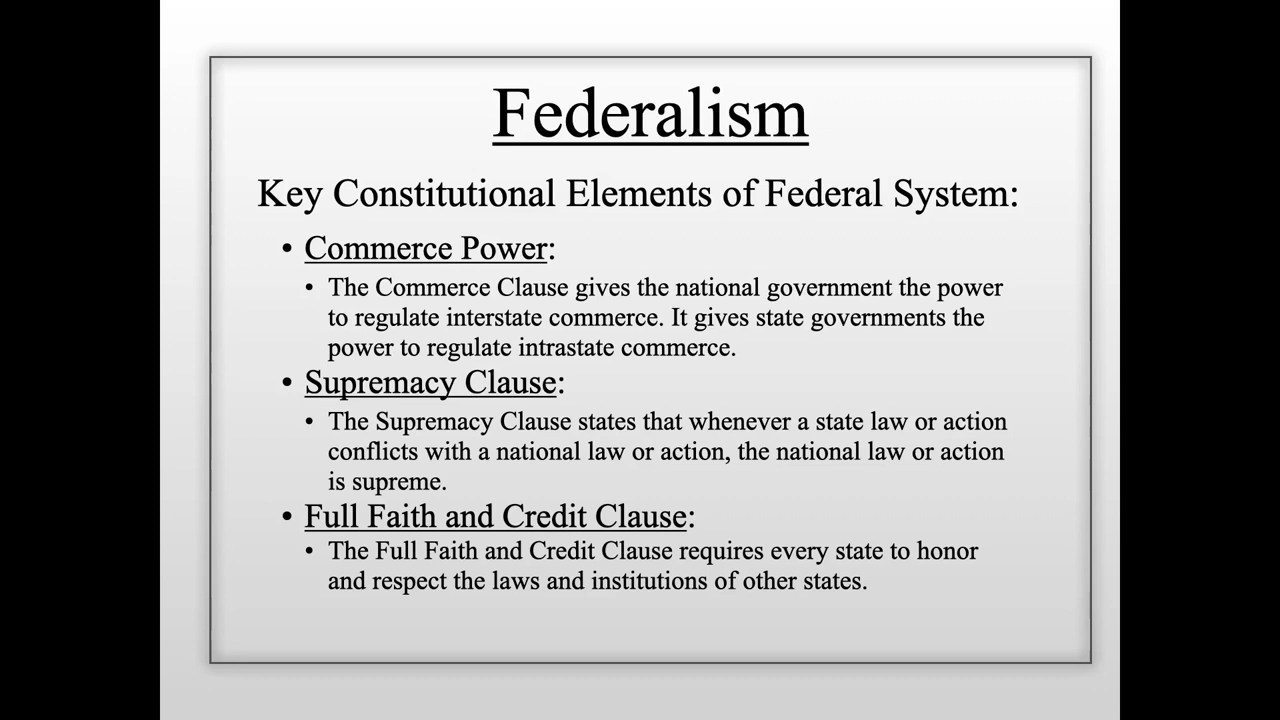 Federalism
Key Constitutional Elements of Federal System:
• Commerce Power:
• The Commerce Clause gives the national government the power
to regulate interstate commerce. It gives state governments the
power to regulate intrastate commerce.
• Supremacy Clause:
• The Supremacy Clause states that whenever a state law or action
conflicts with a national law or action, the national law or action
is supreme.
• Full Faith and Credit Clause:
• The Full Faith and Credit Clause requires every state to honor
and respect the laws and institutions of other states.